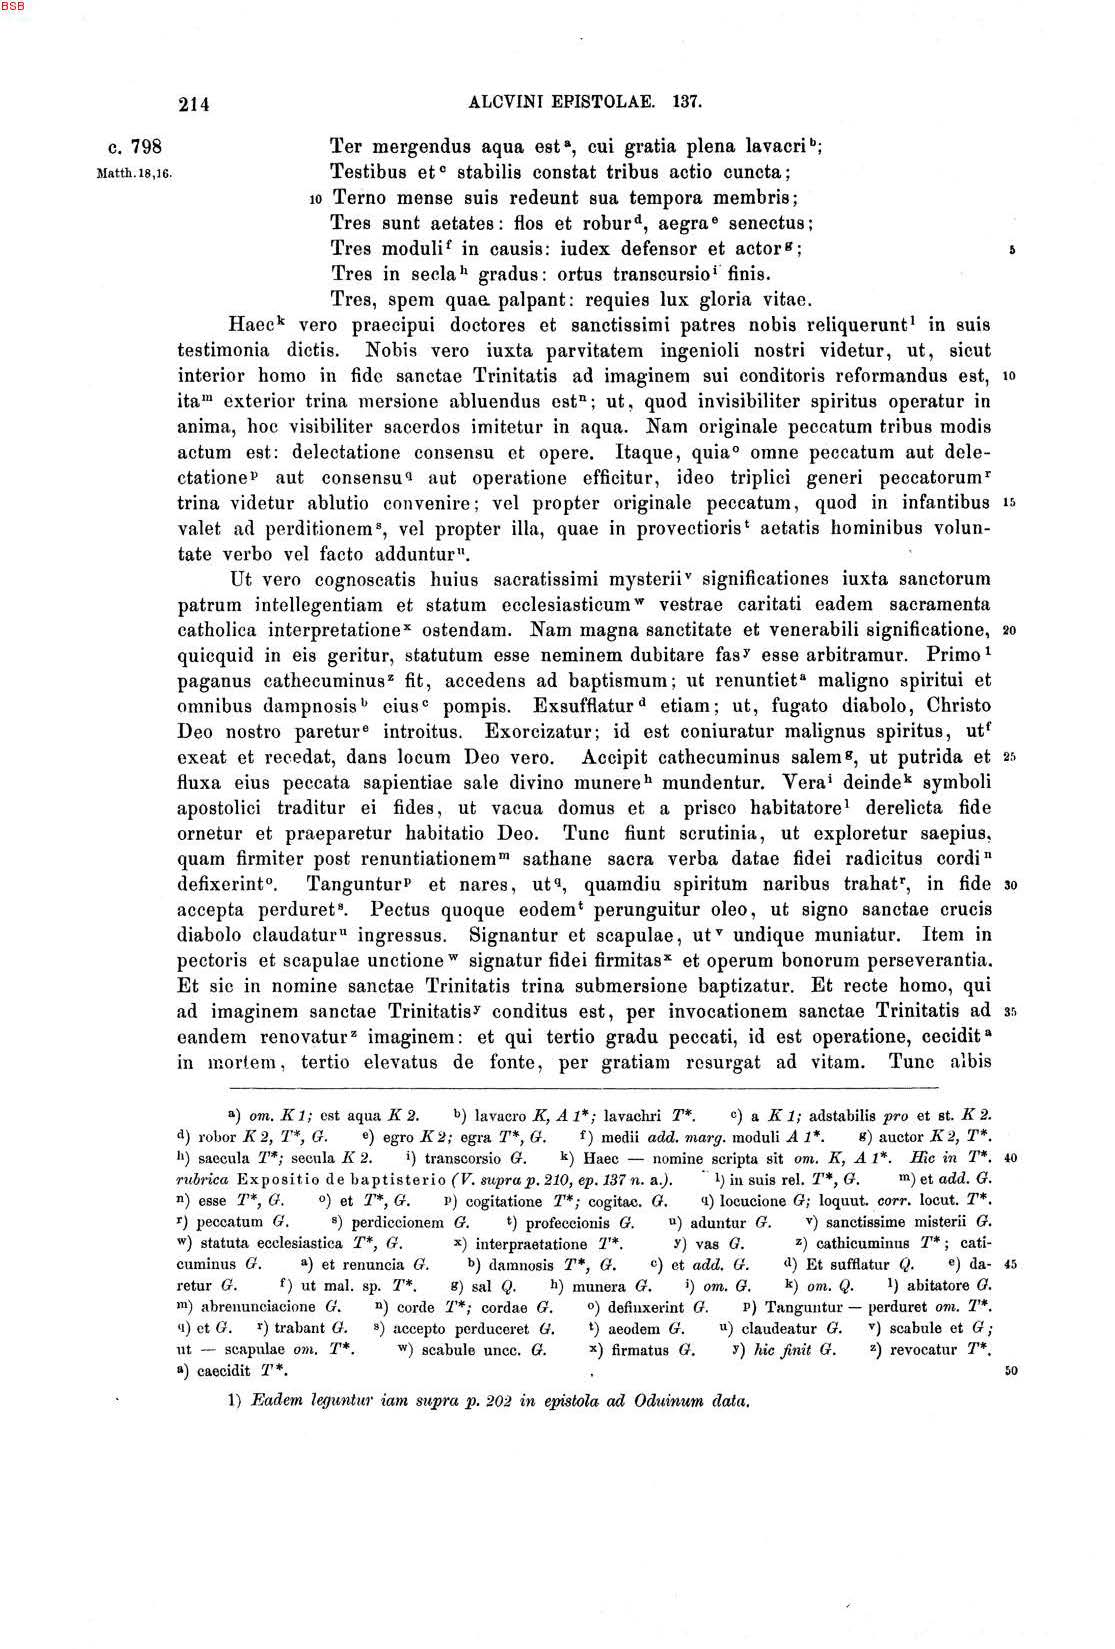 BSB
214 ALCVINI EPISTOLAE. 137.
c. 798 Ter mergendus aqua est a, cui gratia plena lavacri b;
Matth. 18,16. Testibus et c stabilis constat tribus actio cuncta;
10 Terno mense suis redeunt sua tempora membris;
Tres sunt aetates: flos et robur d, aegra e senectus;
Tres moduli f in causis: iudex defensor et actor g; 5
Tres in secla h gradus: ortus transcursio i finis.
Tres, spem quae palpant: requies lux gloria vitae.
Haec k vero praecipui doctores et sanctissimi patres nobis reliquerunt l in suis
testimonia dictis. Nobis vero iuxta parvitatem ingenioli nostri videtur, ut, sicut
interior homo in fide sanctae Trinitatis ad imaginem sui conditoris reformandus est, 10
ita m exterior trina mersione abluendus est n; ut, quod invisibiliter spiritus operatur in
anima, hoc visibiliter sacerdos imitetur in aqua. Nam originale peccatum tribus modis
actum est: delectatione consensu et opere. Itaque, quia o omne peccatum aut dele-
ctatione p aut consensu q aut operatione efficitur, ideo triplici generi peccatorum r
trina videtur ablutio convenire; vel propter originale peccatum, quod in infantibus 15
valet ad perditionem s, vel propter illa, quae in provectioris t aetatis hominibus volun-
tate verbo vel facto adduntur u.
Ut vero cognoscatis huius sacratissimi mysterii v significationes iuxta sanctorum
patrum intellegentiam et statum ecclesiasticum w vestrae caritati eadem sacramenta
catholica interpretatione x ostendam. Nam magna sanctitate et venerabili significatione, 20
quicquid in eis geritur, statutum esse neminem dubitare fas y esse arbitramur. Primo 1
paganus cathecuminus z fit, accedens ad baptismum; ut renuntiet a maligno spiritui et
omnibus dampnosis b eius c pompis. Exsufflatur d etiam; ut, fugato diabolo, Christo
Deo nostro paretur e introitus. Exorcizatur; id est coniuratur malignus spiritus, ut f
exeat et recedat, dans locum Deo vero. Accipit cathecuminus salem g, ut putrida et 25
fluxa eius peccata sapientiae sale divino munere h mundentur. Vera i deinde k symboli
apostolici traditur ei fides, ut vacua domus et a prisco habitatore l derelicta fide
ornetur et praeparetur habitatio Deo. Tunc fiunt scrutinia, ut exploretur saepius,
quam firmiter post renuntiationem m sathane sacra verba datae fidei radicitus cordi n
defixerint o. Tanguntur p et nares, ut q, quamdiu spiritum naribus trahat r, in fide 30
accepta perduret s. Pectus quoque eodem t perunguitur oleo, ut signo sanctae crucis
diabolo claudatur u ingressus. Signantur et scapulae, ut v undique muniatur. Item in
pectoris et scapulae unctione w signatur fidei firmitas x et operum bonorum perseverantia.
Et sic in nomine sanctae Trinitatis trina submersione baptizatur. Et recte homo, qui
ad imaginem sanctae Trinitatis y conditus est, per invocationem sanctae Trinitatis ad 35
eandem renovatur z imaginem: et qui tertio gradu peccati, id est operatione, cecidit a
in mortem, tertio elevatus de fonte, per gratiam resurgat ad vitam. Tunc albis
a) om. K 1; est aqua K 2. b) lavacro K, A 1*; lavachri T*. c) a K 1; adstabilis pro et st. K 2.
d) robor K 2, T*, G. e) egro K 2; egra T*, G. f) medii add. marg. moduli A 1*. g) auctor K 2, T*.
h) saecula T*; secula K 2. i) transcorsio G. k) Haec — nomine scripta sit om. K, A 1*. Hic in T*. 40
rubrica Expositio de baptisterio (V. supra p. 210, ep. 137 n. a.). l) in suis rel. T*, G. m) et add. G.
n) esse T*, G. o) et T*, G. p) cogitatione T*; cogitac. G. q) locucione G; loquut. corr. locut. T*.
r) peccatum G. s) perdiccionem G. t) profeccionis G. u) aduntur G. v) sanctissime misterii G.
w) statuta ecclesiastica T*, G. x) interpraetatione T*. y) vas G. z) cathicuminus T*; cati-
cuminus G. a) et renuncia G. b) damnosis T*, G. c) et add. G. d) Et sufflatur Q. e) da- 45
retur G. f) ut mal. sp. T*. g) sal Q. h) munera G. i) om. G. k) om. Q. l) abitatore G.
m) abrenunciacione G. n) corde T*; cordae G. o) definxerint G. p) Tanguntur — perduret om. T*.
q) et G. r) trabant G. s) accepto perduceret G. t) aeodem G. u) claudeatur G. v) scabule et G;
ut — scapulae om. T*. w) scabule uncc. G. x) firmatus G. y) hic finit G. z) revocatur T*.
a) caecidit T*. 50
1) Eadem leguntur iam supra p. 202 in epistola ad Oduinum data.